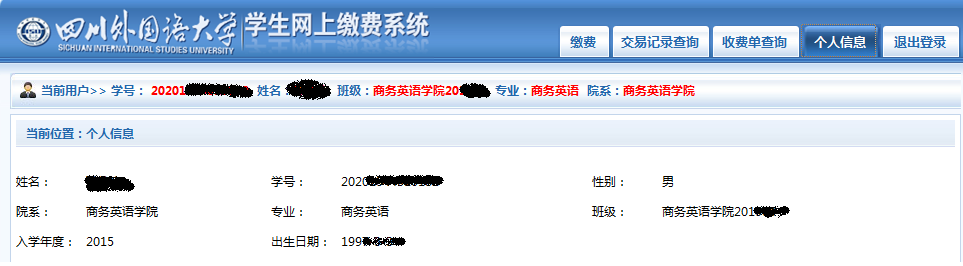 四川外国语大学 学生网上缴费系统
SICHUAN INTERNATIONAL STUDIES UNIVERSITY
缴费 交易记录查询 收费单查询 个人信息 退出登录
当前用户>> 学号： 20201 姓名 班级：商务英语学院20 专业：商务英语 院系：商务英语学院
当前位置：个人信息
姓名： 学号： 2020 性别： 男
院系： 商务英语学院 专业： 商务英语 班级： 商务英语学院201
入学年度： 2015 出生日期： 199